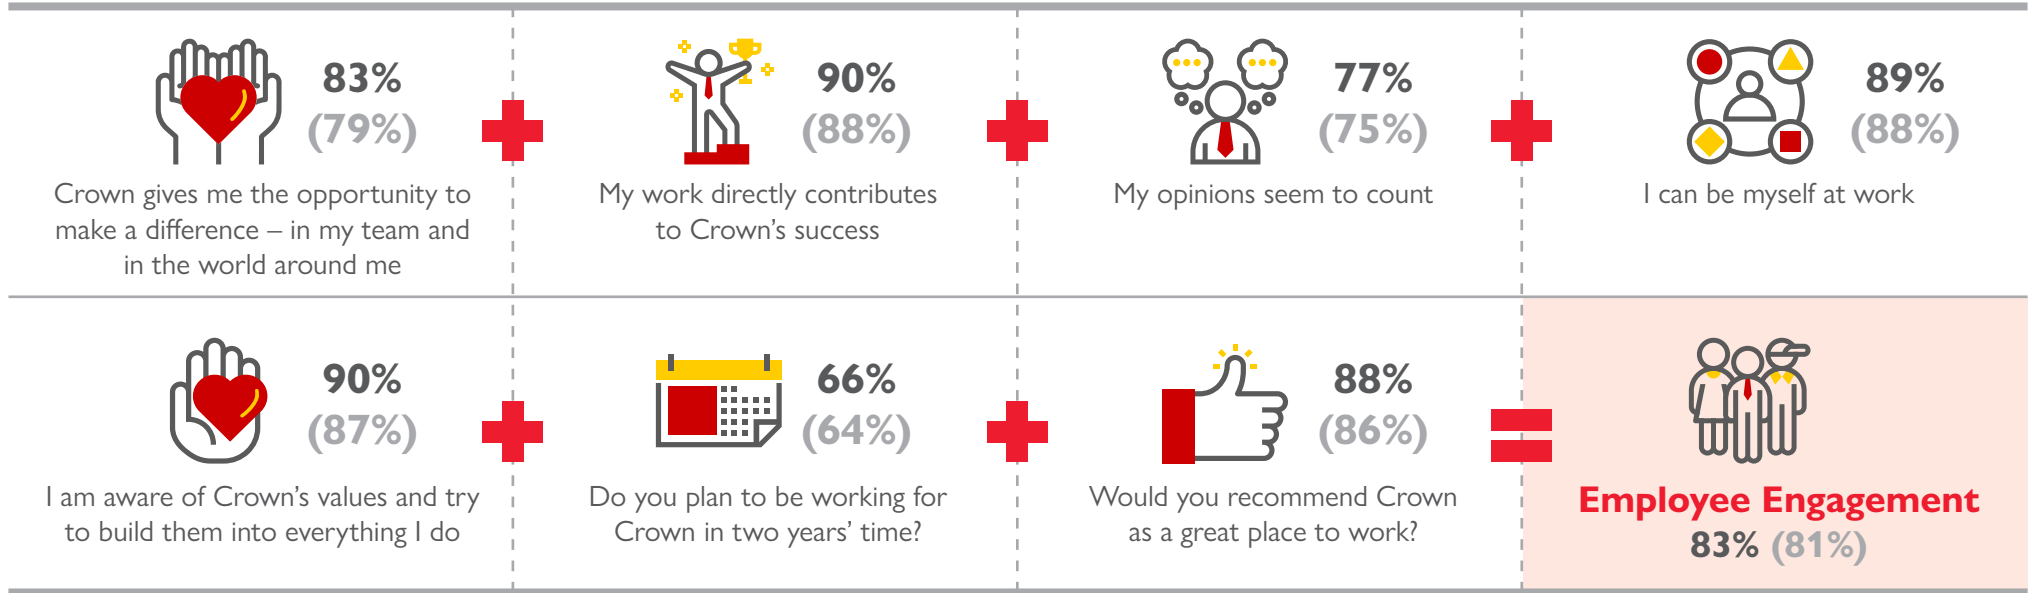 83%
(79%)
Crown gives me the opportunity to
make a difference – in my team and
in the world around me
90%
(88%)
My work directly contributes
to Crown’s success
77%
(75%)
My opinions seem to count
89%
(88%)
I can be myself at work
90%
(87%)
I am aware of Crown’s values and try
to build them into everything I do
66%
(64%)
Do you plan to be working for
Crown in two years’ time?
88%
(86%)
Would you recommend Crown
as a great place to work?
Employee Engagement
83% (81%)